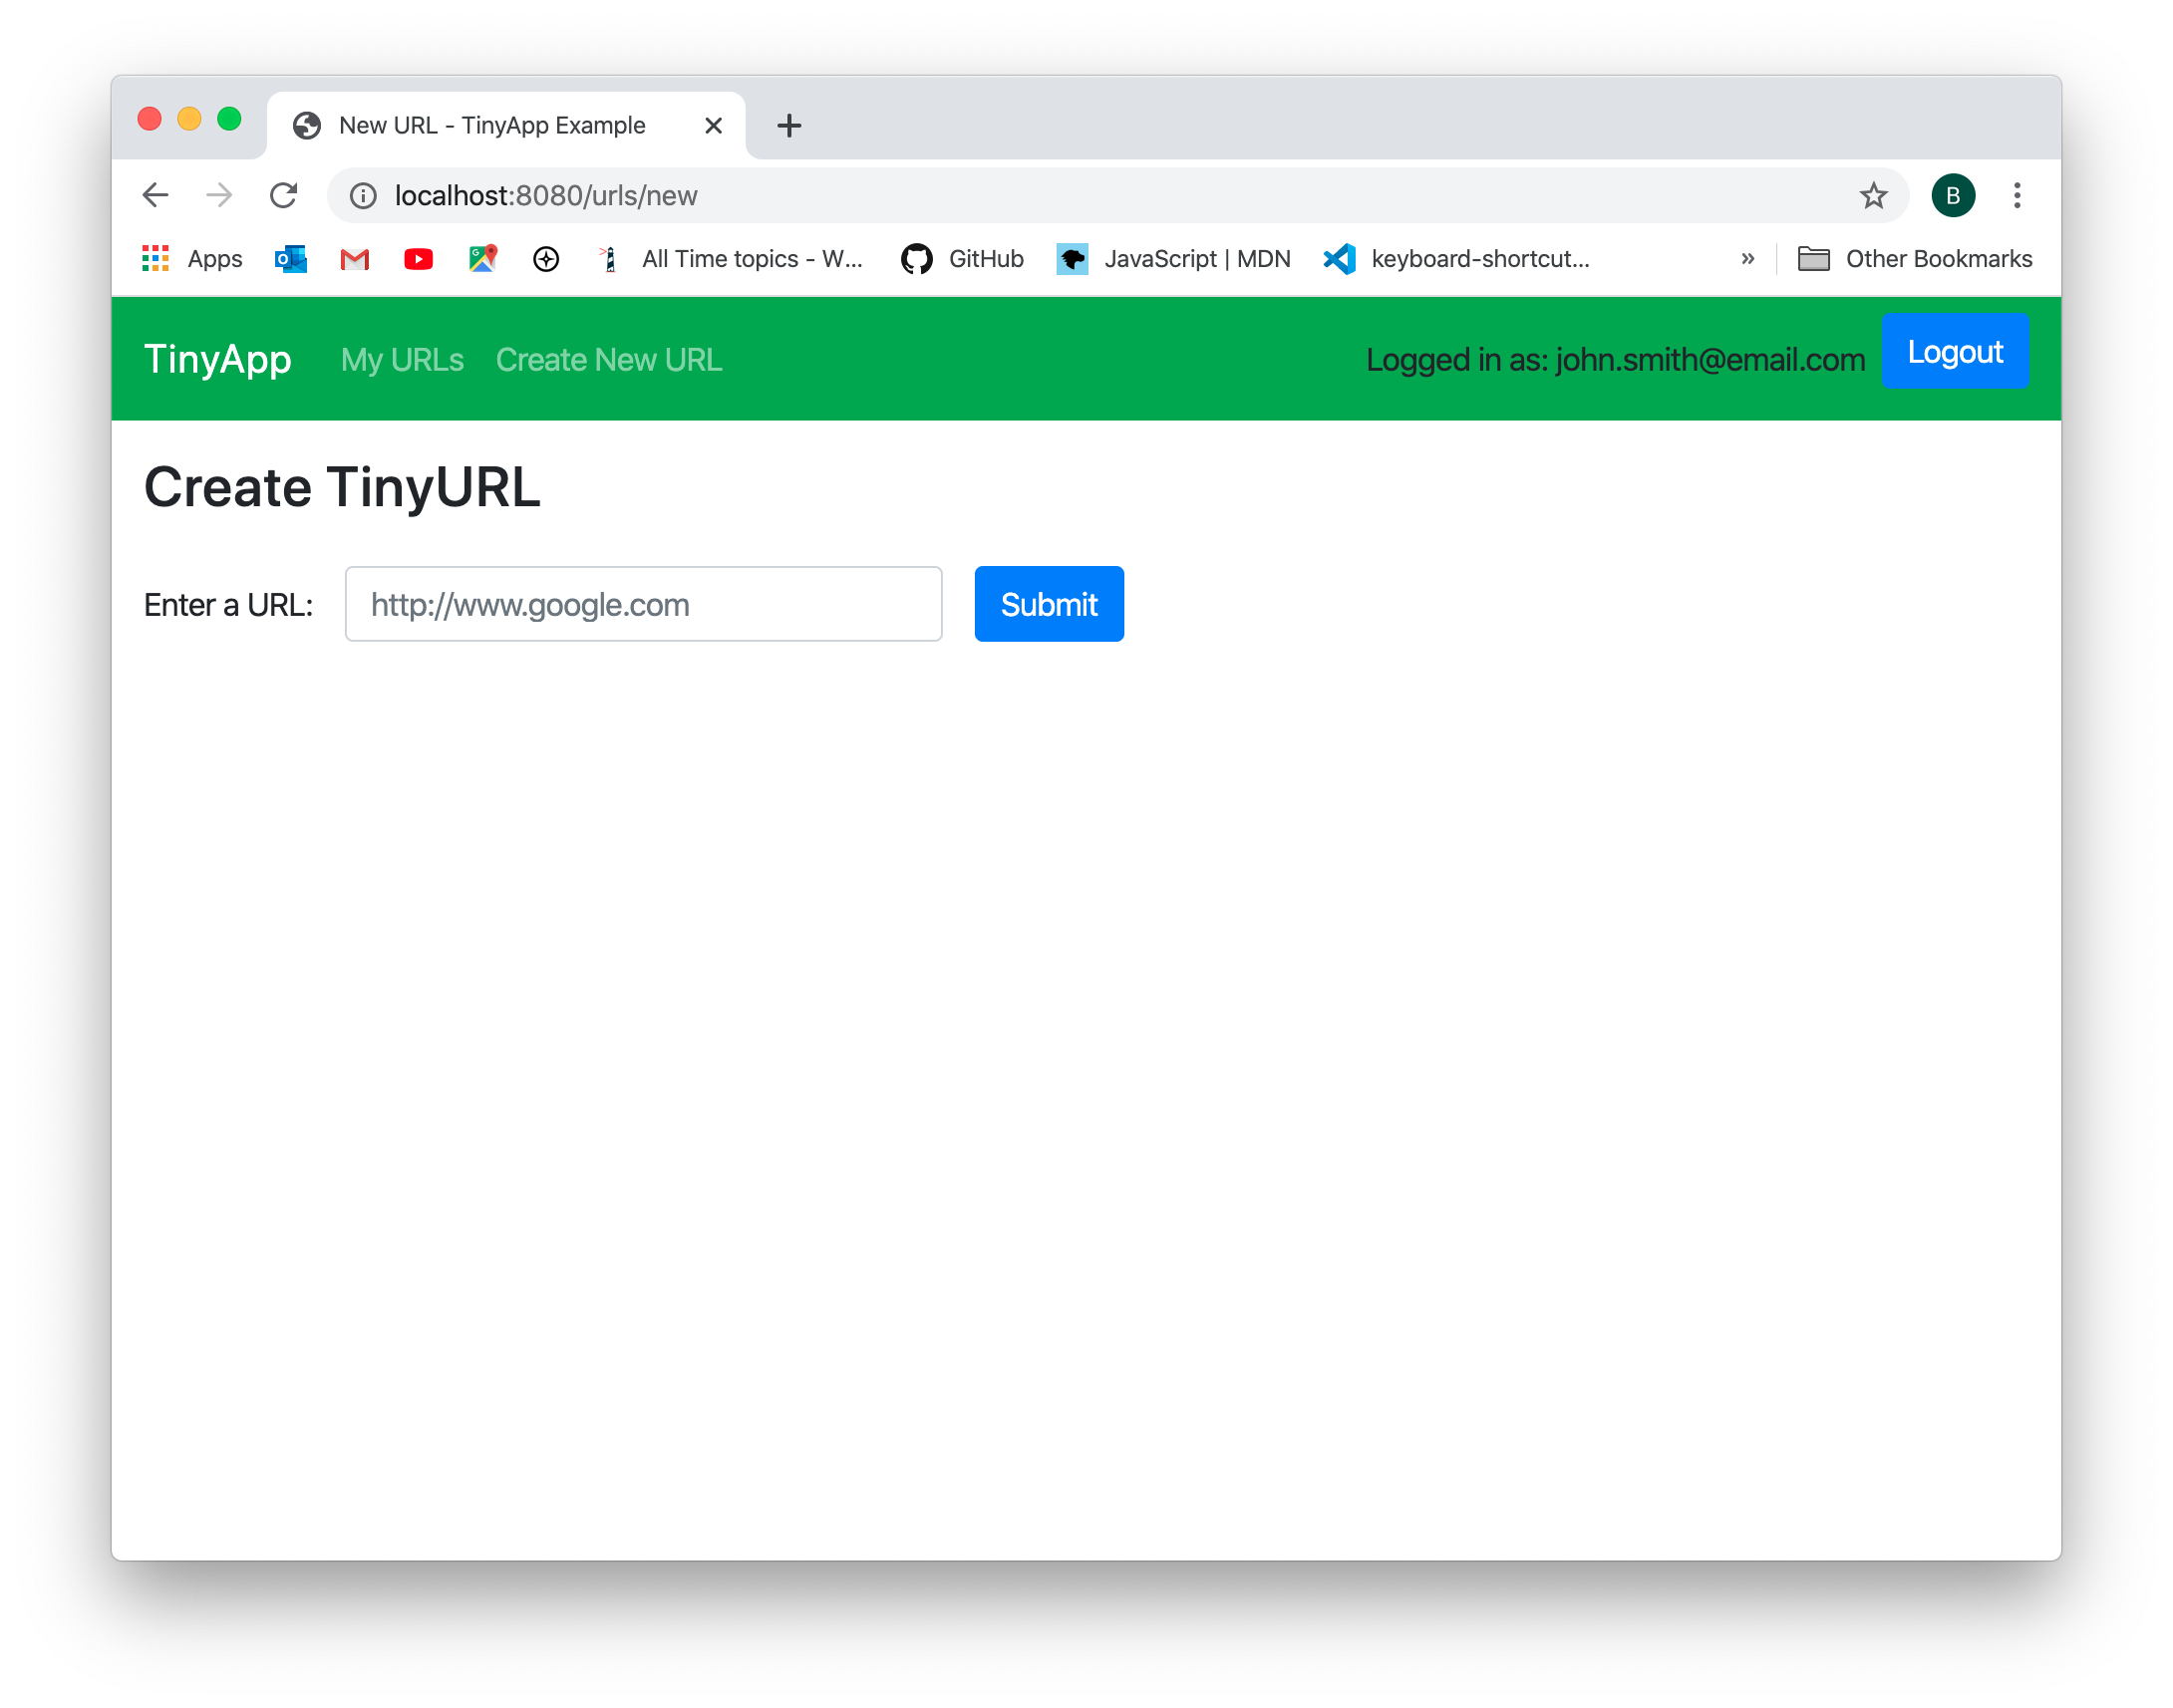 New URL - TinyApp Example
localhost:8080/urls/new
B
Apps
All Time topics - W...
GitHub
JavaScript | MDN
keyboard-shortcut...
»
Other Bookmarks
TinyApp
My URLs
Create New URL
Logged in as: john.smith@email.com
Logout
Create TinyURL
Enter a URL:
http://www.google.com
Submit